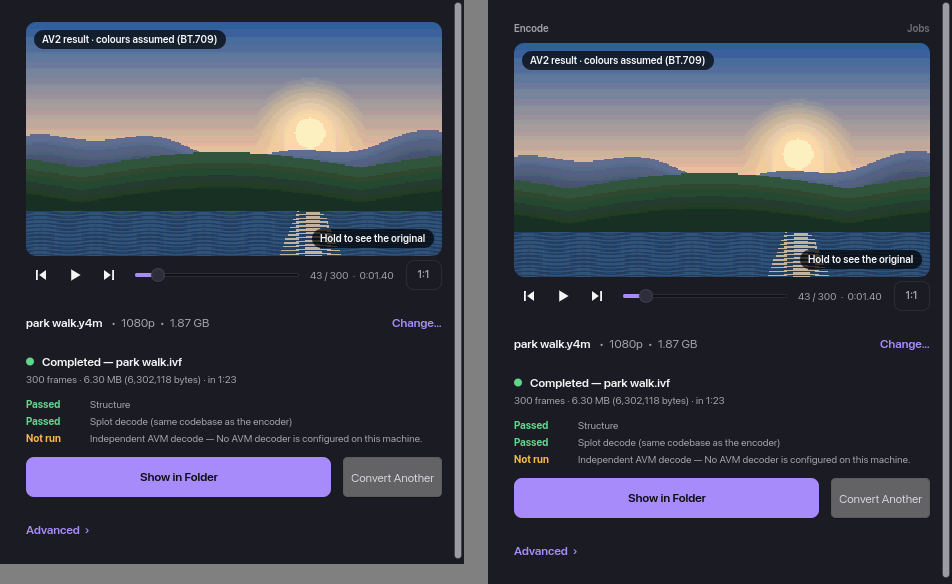 AV2 result · colours assumed (BT.709)
Hold to see the original
43 / 300 · 0:01.40
1:1
park walk.y4m • 1080p • 1.87 GB
Change...
Completed — park walk.ivf
300 frames · 6.30 MB (6,302,118 bytes) · in 1:23
Passed Structure
Passed Splot decode (same codebase as the encoder)
Not run Independent AVM decode — No AVM decoder is configured on this machine.
Show in Folder
Convert Another
Advanced ›
Encode
Jobs
AV2 result · colours assumed (BT.709)
Hold to see the original
43 / 300 · 0:01.40
1:1
park walk.y4m • 1080p • 1.87 GB
Change...
Completed — park walk.ivf
300 frames · 6.30 MB (6,302,118 bytes) · in 1:23
Passed Structure
Passed Splot decode (same codebase as the encoder)
Not run Independent AVM decode — No AVM decoder is configured on this machine.
Show in Folder
Convert Another
Advanced ›